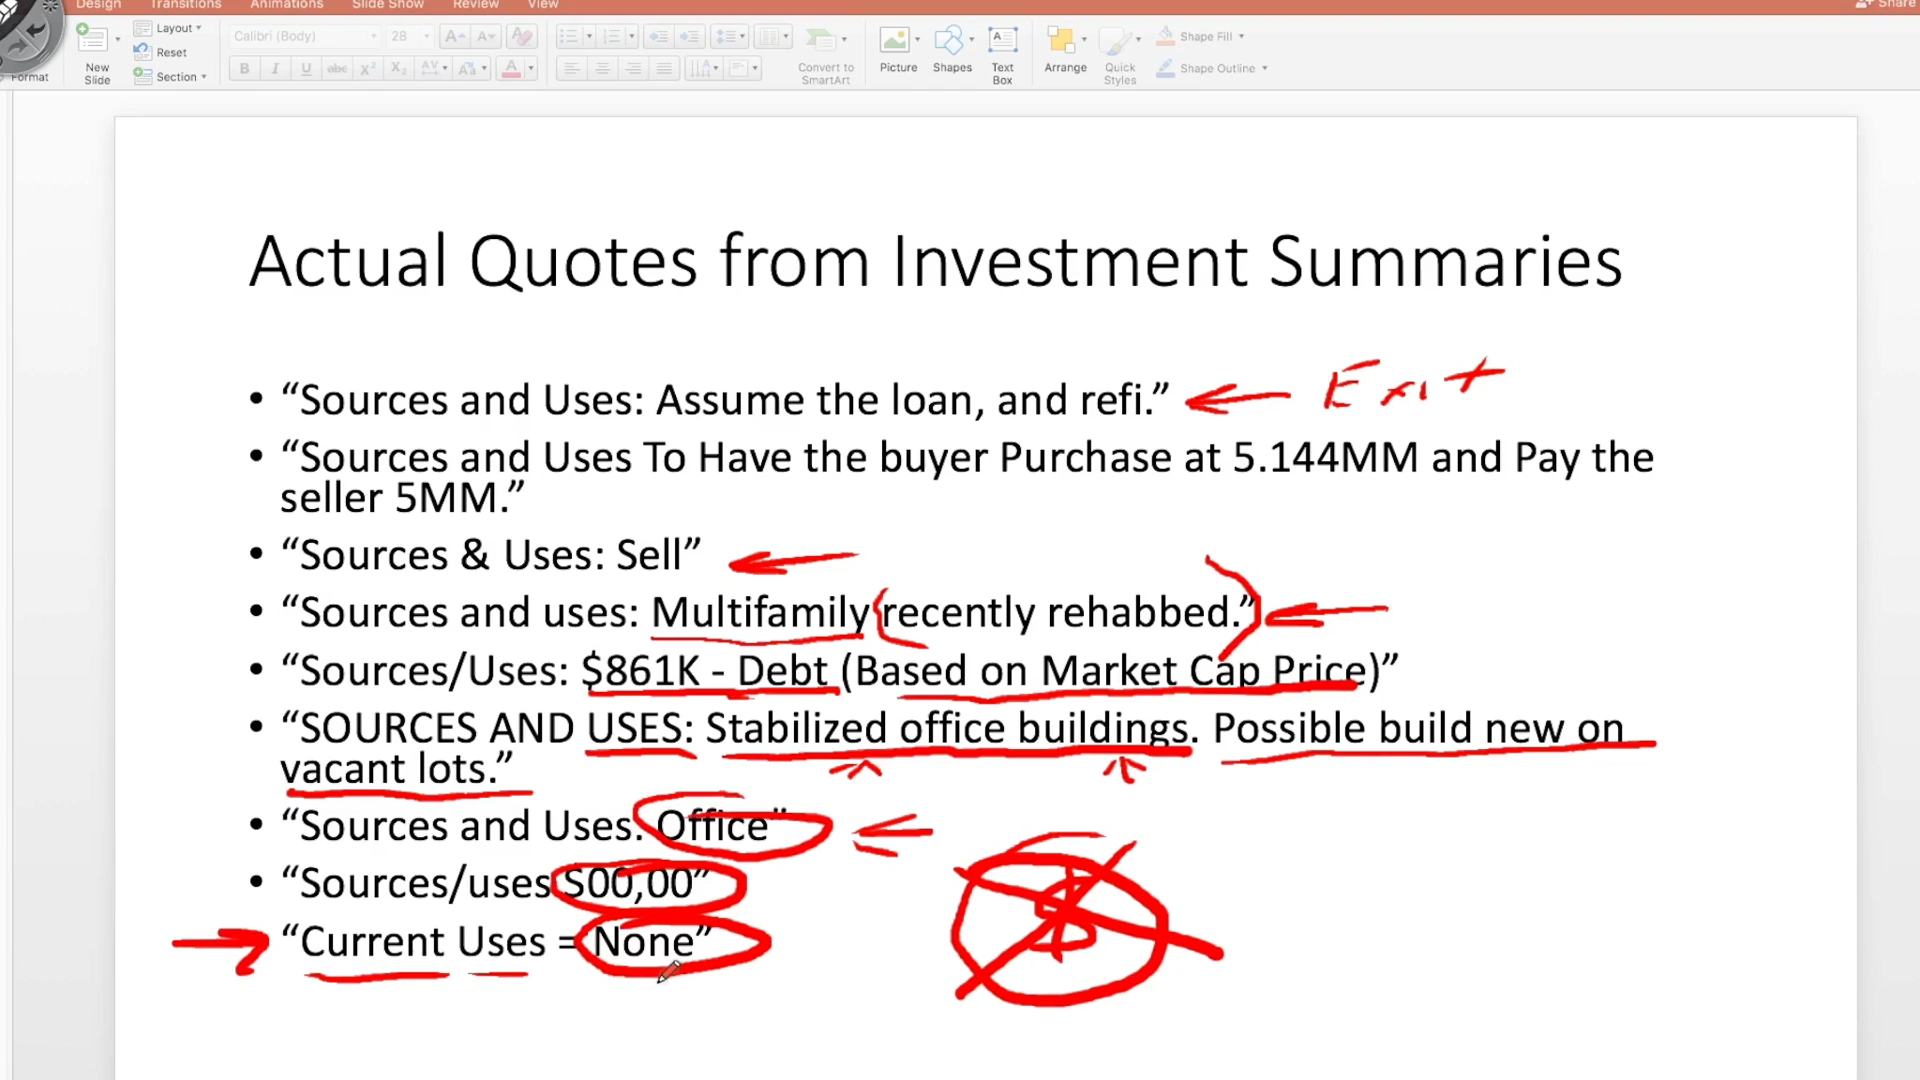 Design Transitions Animations Slide Show Review View Share
Format
New
Slide
Layout
Reset
Section
Calibri (Body) 28
B I U abc X² X₂ AV Aa A
Convert to
SmartArt
Picture
Shapes
Text
Box
Arrange
Quick
Styles
Shape Fill
Shape Outline
Actual Quotes from Investment Summaries
• “Sources and Uses: Assume the loan, and refi.” Exit
• “Sources and Uses To Have the buyer Purchase at 5.144MM and Pay the
seller 5MM.”
• “Sources & Uses: Sell”
• “Sources and uses: Multifamily recently rehabbed.”
• “Sources/Uses: $861K - Debt (Based on Market Cap Price)”
• “SOURCES AND USES: Stabilized office buildings. Possible build new on
vacant lots.”
• “Sources and Uses: Office”
• “Sources/uses S00,00”
• “Current Uses = None”
$